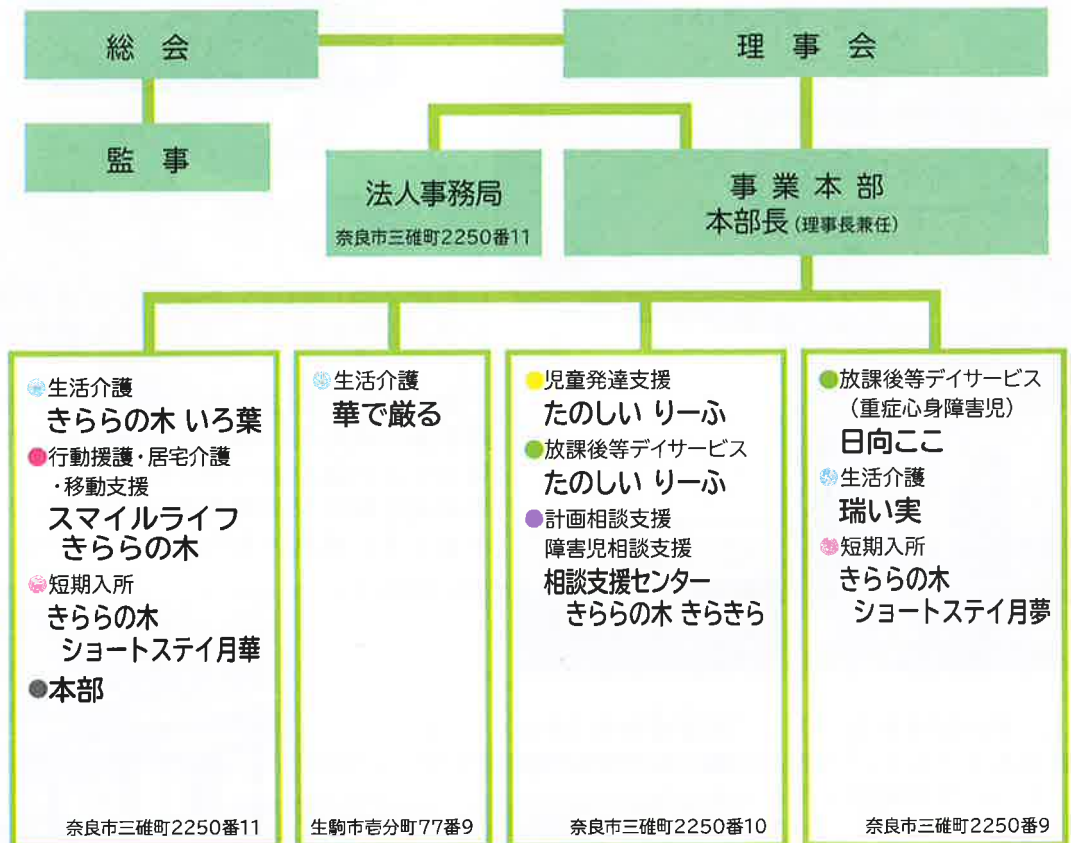 総会
理事会
監事
法人事務局
奈良市三碓町2250番11
事業本部
本部長(理事長兼任)
生活介護
きららの木 いろ葉
行動援護・居宅介護
・移動支援
スマイルライフ
きららの木
短期入所
きららの木
ショートステイ月華
本部
奈良市三碓町2250番11
生活介護
華で厳る
生駒市壱分町77番9
児童発達支援
たのしい りーふ
放課後等デイサービス
たのしい りーふ
計画相談支援
障害児相談支援
相談支援センター
きららの木 きらきら
奈良市三碓町2250番10
放課後等デイサービス
（重症心身障害児）
日向ここ
生活介護
瑞い実
短期入所
きららの木
ショートステイ月夢
奈良市三碓町2250番9